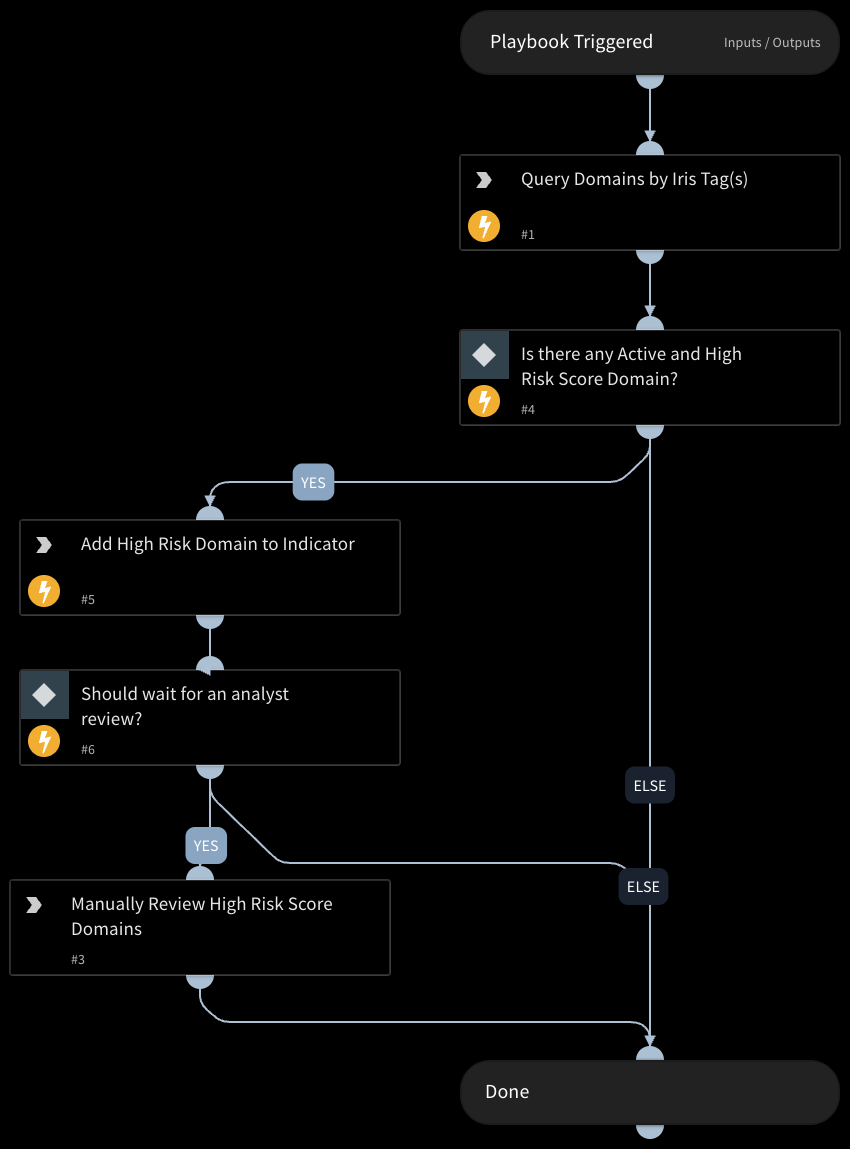 Playbook Triggered
Inputs / Outputs
Query Domains by Iris Tag(s)
#1
Is there any Active and High
Risk Score Domain?
#4
YES
Add High Risk Domain to Indicator
#5
Should wait for an analyst
review?
#6
ELSE
YES
ELSE
Manually Review High Risk Score
Domains
#3
Done